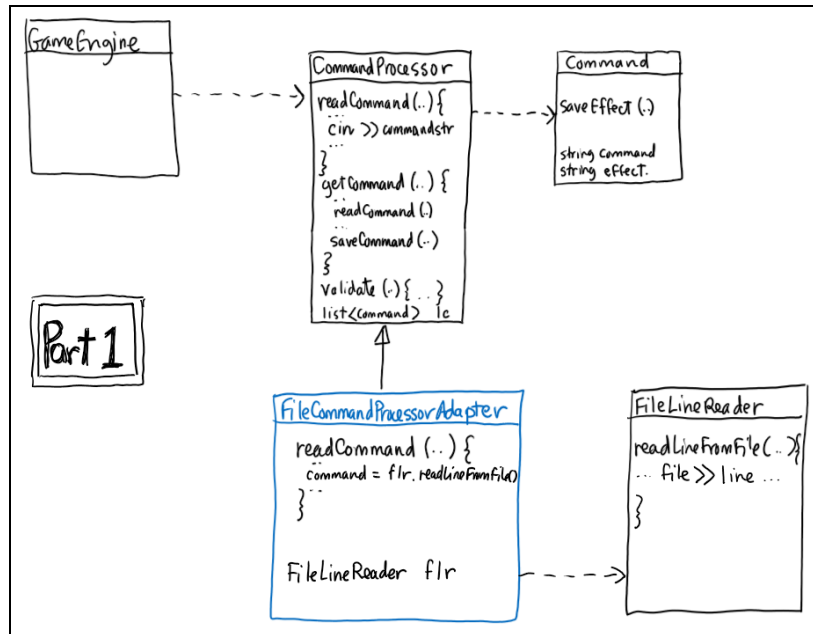 GameEngine
CommandProcessor
readCommand(..) {
...
cin >> commandstr
...
}
getCommand (..) {
...
readCommand(.)
...
saveCommand(..)
}
validate (..) { ... }
list<command> lc
Command
saveEffect (..)
string command
string effect.
Part 1
FileCommandProcessorAdapter
readCommand (..) {
...
command = flr.readLineFromFile()
...
}
FileLineReader flr
FileLineReader
readLineFromFile(..){
... file >> line ...
}